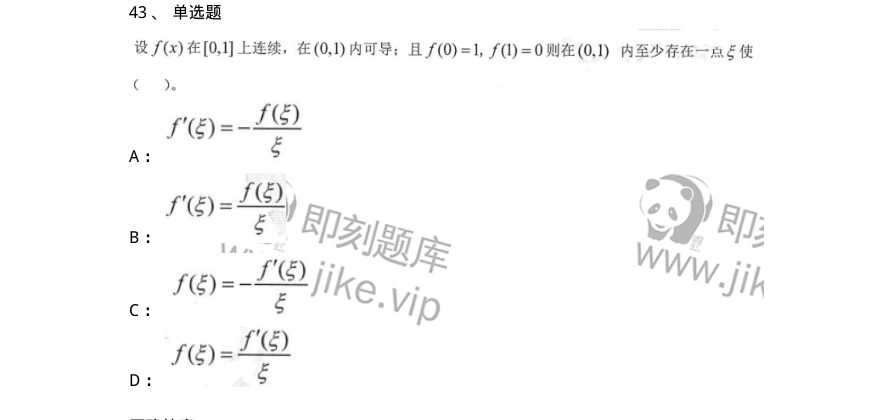 43 、 单选题
设 f(x) 在 [0,1] 上连续，在 (0,1) 内可导；且 f(0)=1, f(1)=0 则在 (0,1) 内至少存在一点 ξ 使
（ ）。
A： f'(ξ)=-f(ξ)/ξ
B： f'(ξ)=f(ξ)/ξ
C： f(ξ)=-f'(ξ)/ξ
D： f(ξ)=f'(ξ)/ξ
即刻题库
jike.vip
即刻
www.jik